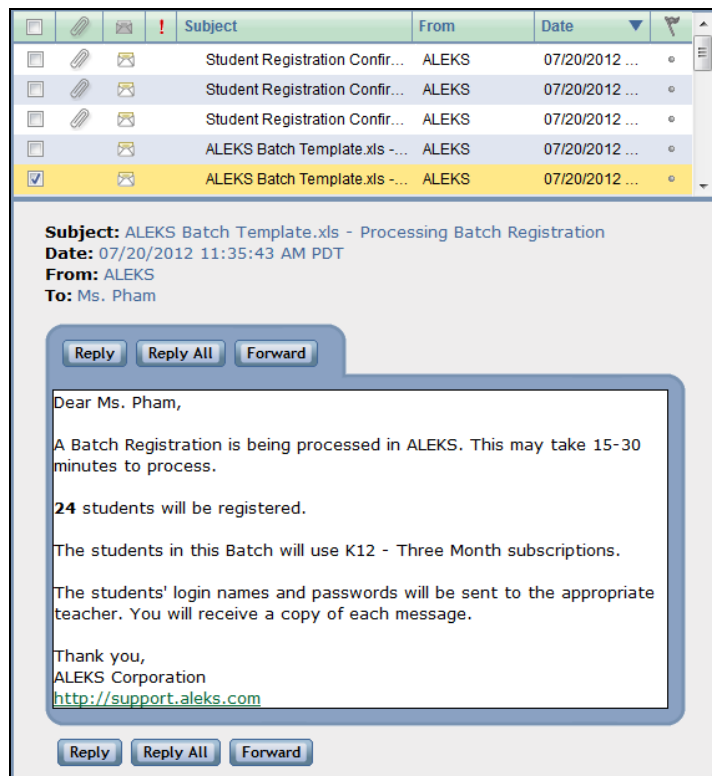 ! Subject From Date
Student Registration Confir... ALEKS 07/20/2012 ...
Student Registration Confir... ALEKS 07/20/2012 ...
Student Registration Confir... ALEKS 07/20/2012 ...
ALEKS Batch Template.xls -... ALEKS 07/20/2012 ...
ALEKS Batch Template.xls -... ALEKS 07/20/2012 ...
Subject: ALEKS Batch Template.xls - Processing Batch Registration
Date: 07/20/2012 11:35:43 AM PDT
From: ALEKS
To: Ms. Pham
Reply Reply All Forward
Dear Ms. Pham,
A Batch Registration is being processed in ALEKS. This may take 15-30
minutes to process.
24 students will be registered.
The students in this Batch will use K12 - Three Month subscriptions.
The students' login names and passwords will be sent to the appropriate
teacher. You will receive a copy of each message.
Thank you,
ALEKS Corporation
http://support.aleks.com
Reply Reply All Forward